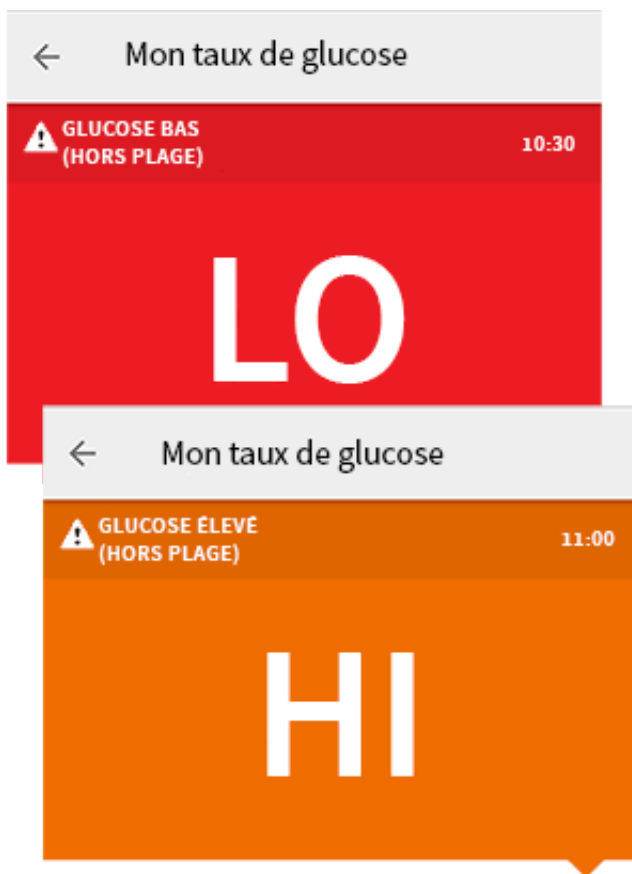 Mon taux de glucose
GLUCOSE BAS
(HORS PLAGE)
10:30
LO
Mon taux de glucose
GLUCOSE ÉLEVÉ
(HORS PLAGE)
11:00
HI